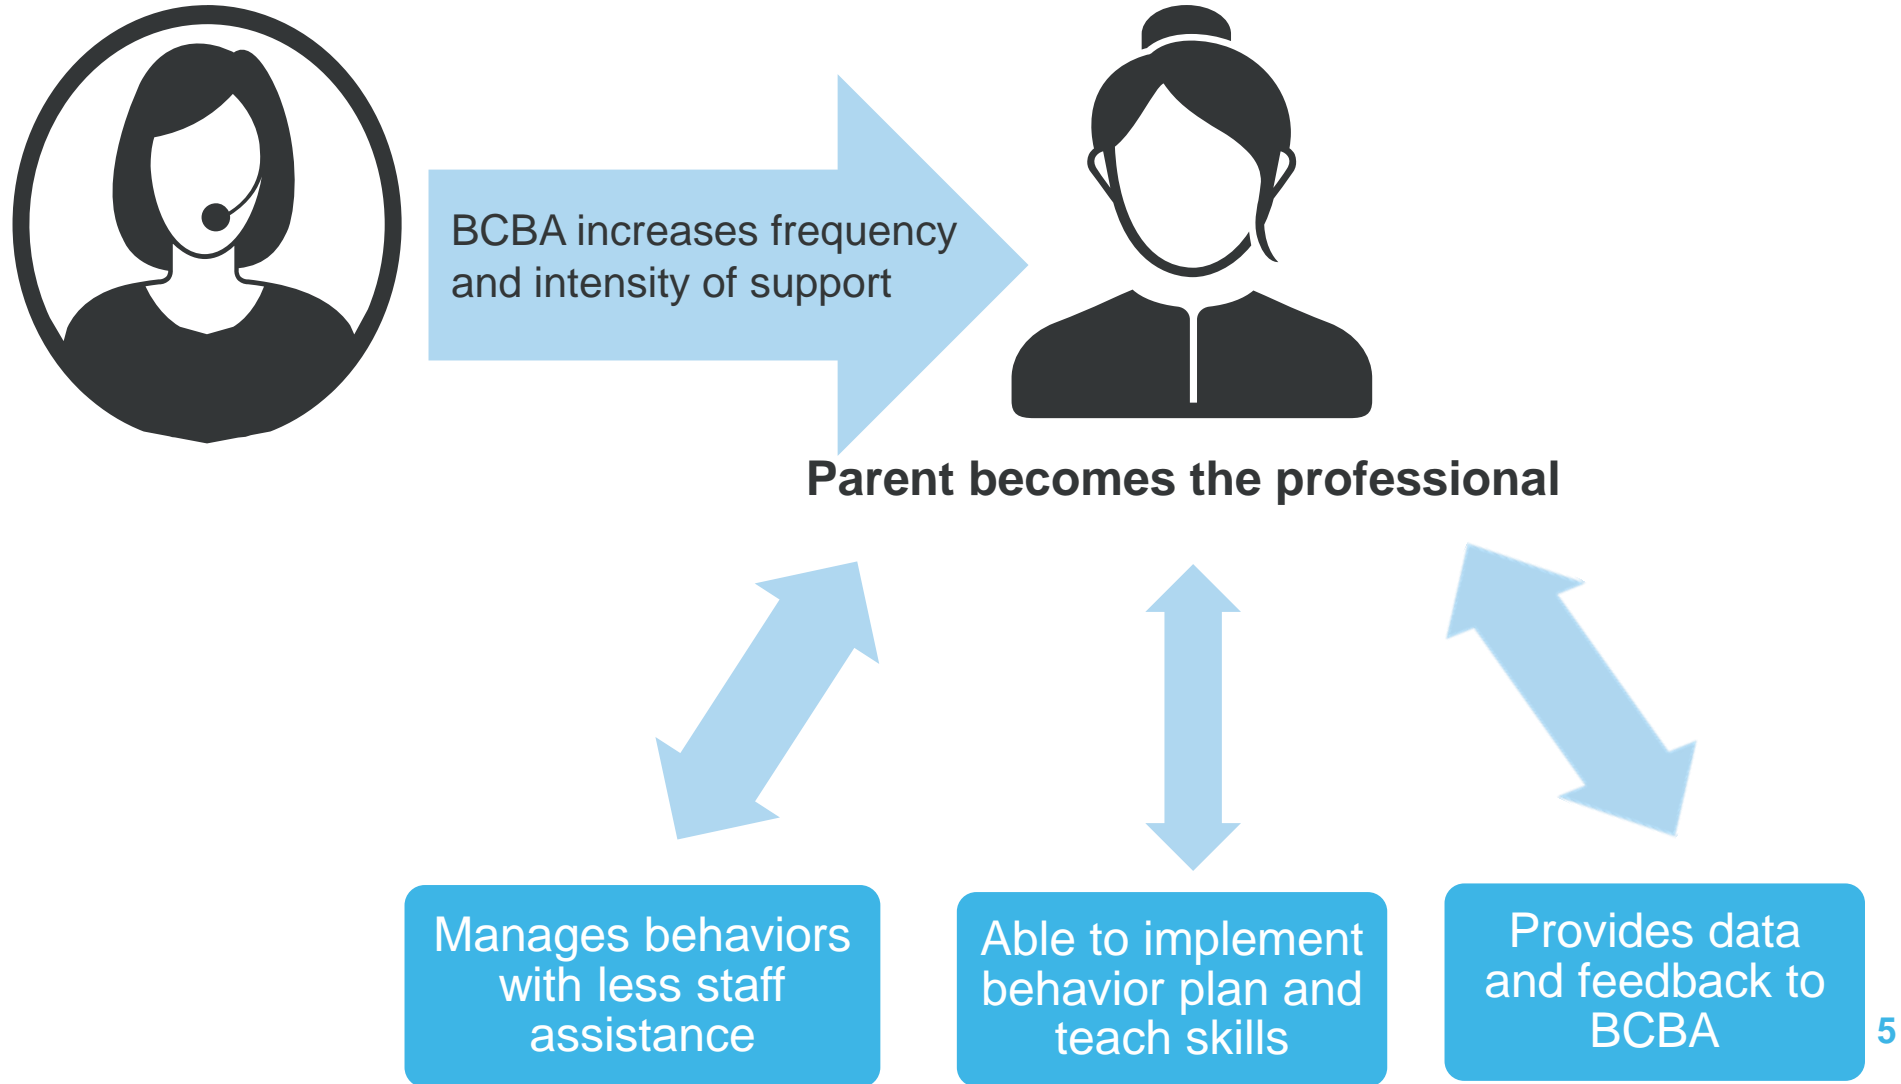 BCBA increases frequency
and intensity of support
Parent becomes the professional
Manages behaviors
with less staff
assistance
Able to implement
behavior plan and
teach skills
Provides data
and feedback to
BCBA
5